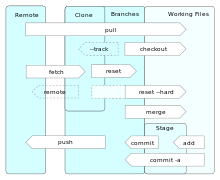 Remote Clone Branches Working Files
pull
--track checkout
fetch reset
remote reset --hard
merge
Stage
push commit add
commit -a